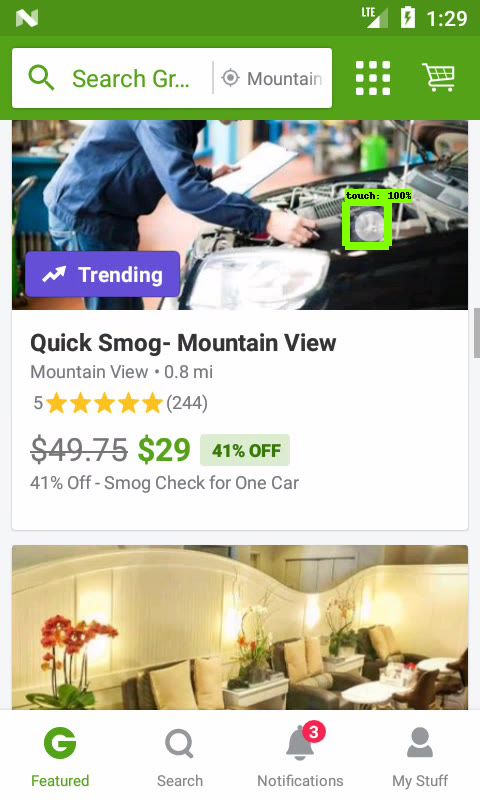 LTE 1:29
Search Gr... Mountain
touch: 100%
Trending
Quick Smog- Mountain View
Mountain View • 0.8 mi
5 (244)
$49.75 $29 41% OFF
41% Off - Smog Check for One Car
3
Featured Search Notifications My Stuff